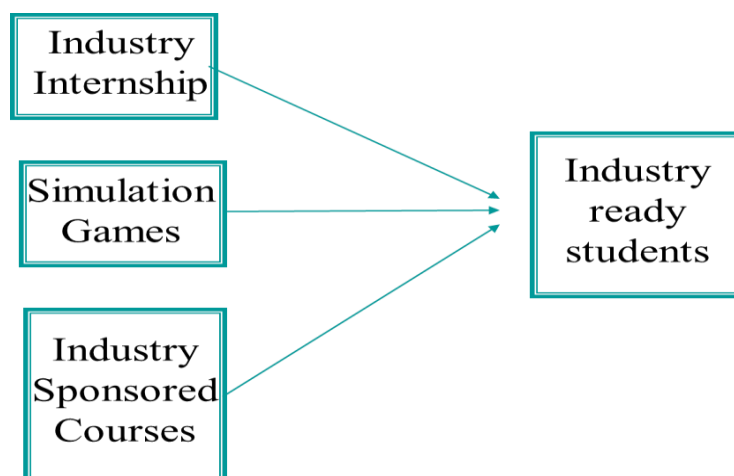 Industry
Internship
Simulation
Games
Industry
Sponsored
Courses
Industry
ready
students